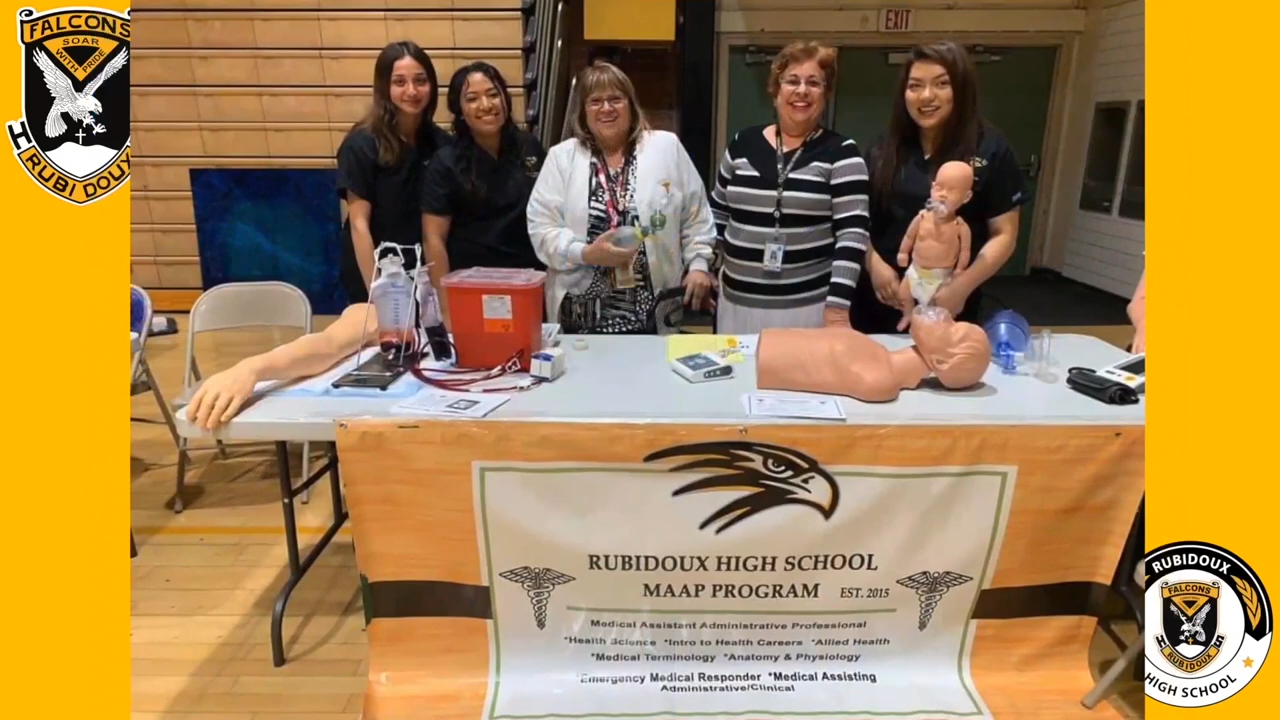 FALCONS
SOAR
WITH PRIDE
H RUBIDOUX S
EXIT
RUBIDOUX HIGH SCHOOL
MAAP PROGRAM EST. 2015
Medical Assistant Administrative Professional
*Health Science *Intro to Health Careers *Allied Health
*Medical Terminology *Anatomy & Physiology
*Emergency Medical Responder *Medical Assisting
Administrative/Clinical
RUBIDOUX
FALCONS
H RUBIDOUX S
HIGH SCHOOL